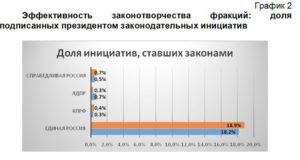 График 2
Эффективность законотворчества фракций: доля
подписанных президентом законодательных инициатив
Доля инициатив, ставших законами
СПРАВЕДЛИВАЯ РОССИЯ
0.7%
0.5%
ЛДПР
0.3%
0.7%
КПРФ
0.4%
0.3%
ЕДИНАЯ РОССИЯ
18.9%
18.2%
0.0% 2.0% 4.0% 6.0% 8.0% 10.0% 12.0% 14.0% 16.0% 18.0% 20.0%